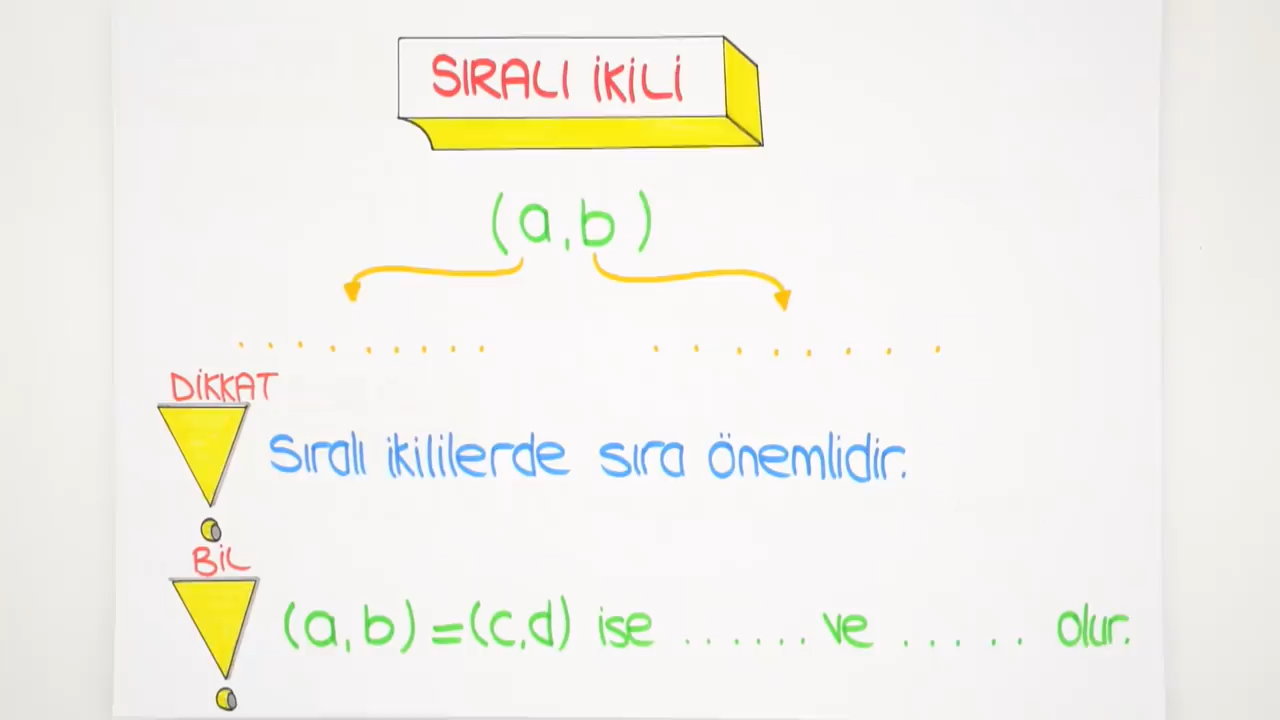 SIRALI İKİLİ
(a,b)
......... .........
DİKKAT
Sıralı ikililerde sıra önemlidir.
BİL
(a,b)=(c,d) ise ...... ve ..... olur.